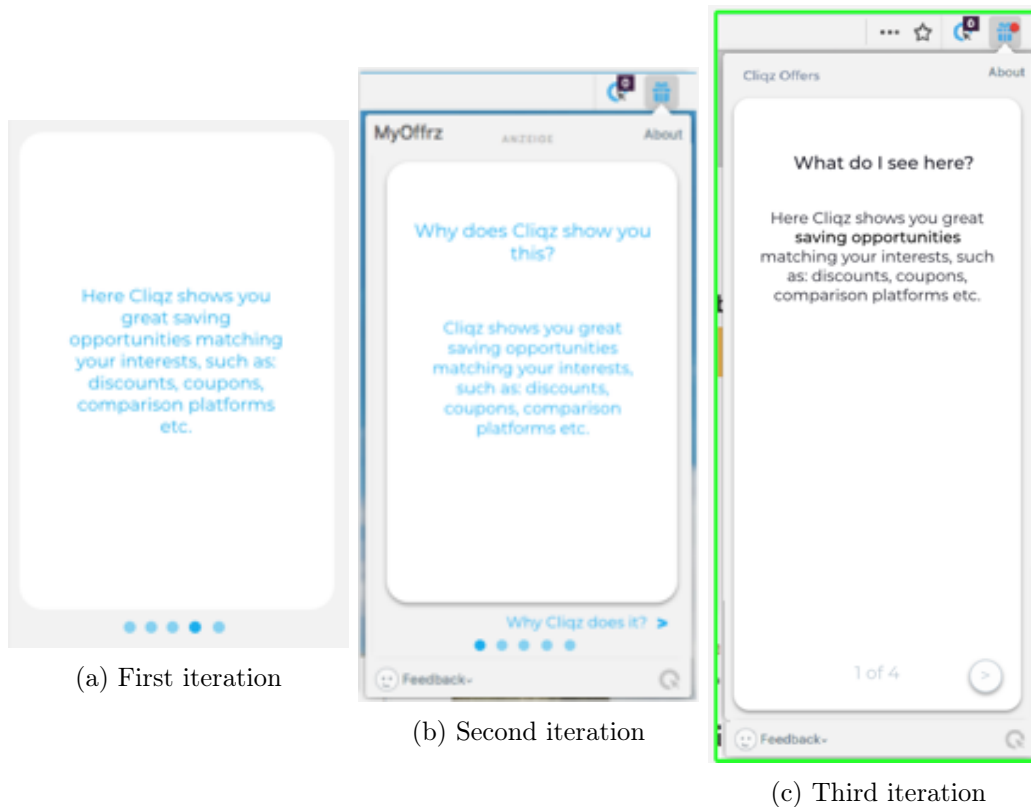 Here Cliqz shows you
great saving
opportunities matching
your interests, such as:
discounts, coupons,
comparison platforms
etc.
(a) First iteration
0
MyOffrz
ANZEIGE
About
Why does Cliqz show you
this?
Cliqz shows you great
saving opportunities
matching your interests,
such as: discounts,
coupons, comparison
platforms etc.
Why Cliqz does it? >
Feedback
(b) Second iteration
0
Cliqz Offers
About
What do I see here?
Here Cliqz shows you great
saving opportunities
matching your interests, such
as: discounts, coupons,
comparison platforms etc.
1 of 4
>
Feedback
(c) Third iteration